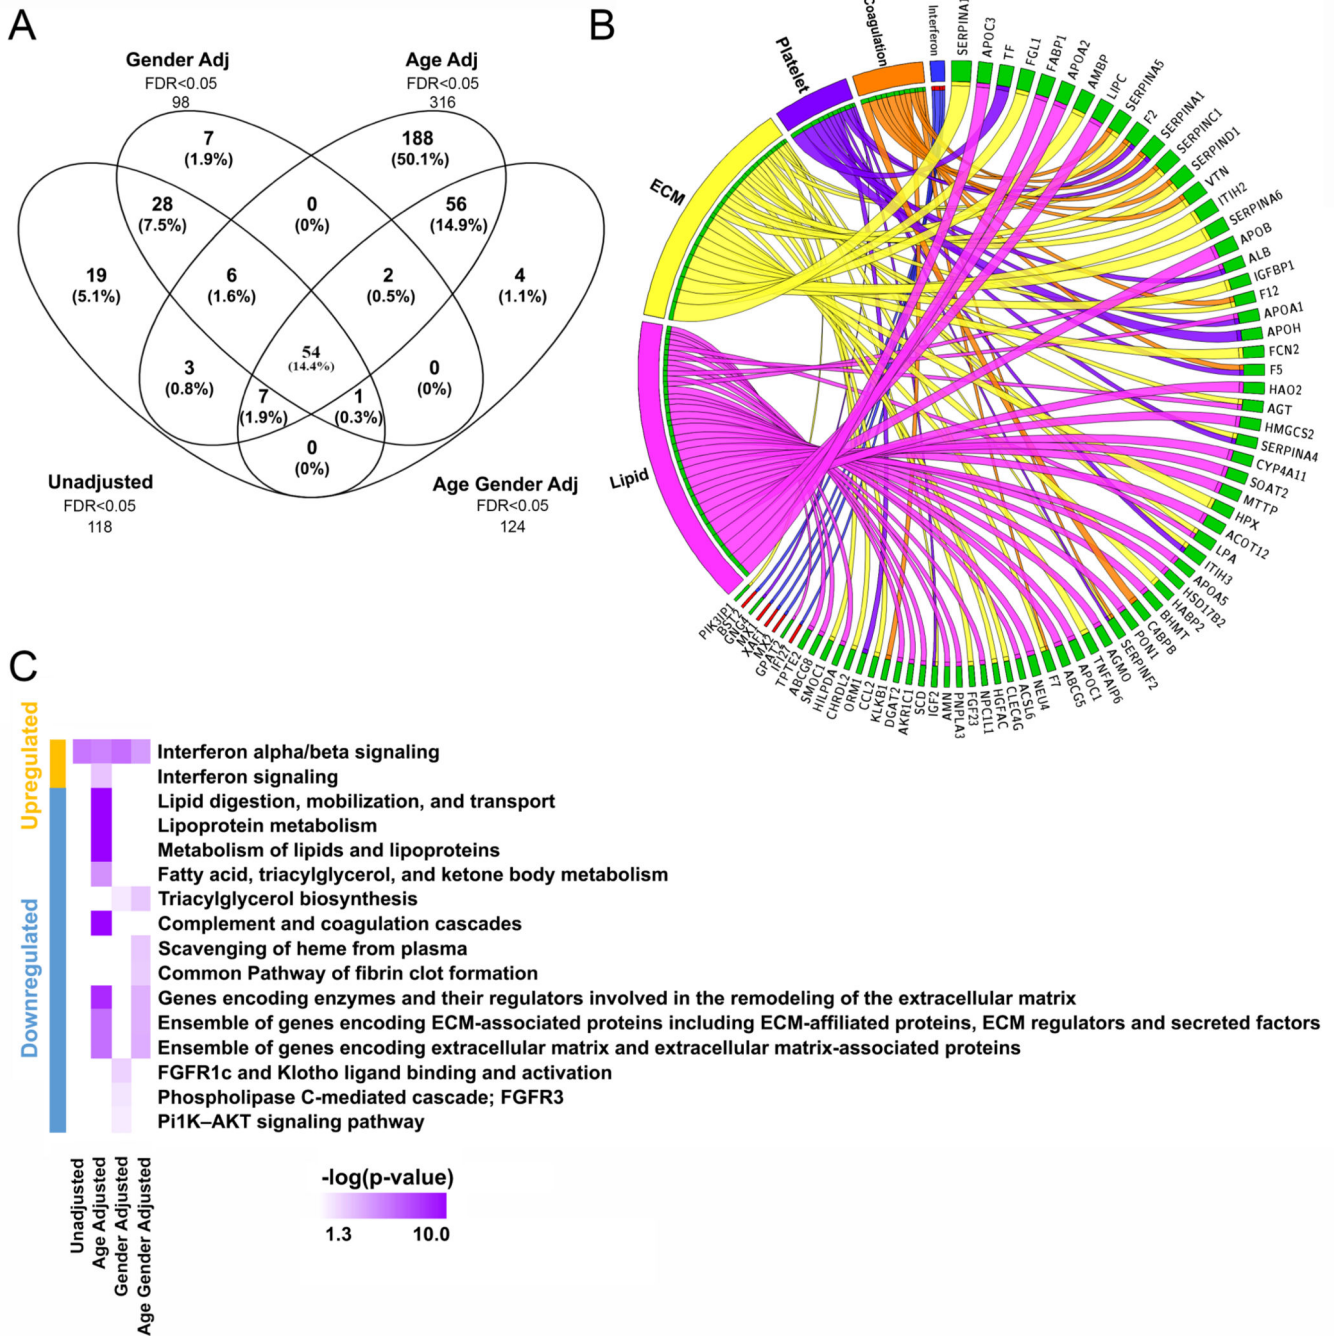 A
Gender Adj
FDR<0.05
98
Age Adj
FDR<0.05
316
7
(1.9%)
188
(50.1%)
28
(7.5%)
0
(0%)
56
(14.9%)
19
(5.1%)
6
(1.6%)
2
(0.5%)
4
(1.1%)
54
(14.4%)
3
(0.8%)
0
(0%)
7
(1.9%)
1
(0.3%)
0
(0%)
Unadjusted
FDR<0.05
118
Age Gender Adj
FDR<0.05
124
B
Lipid
ECM
Platelet
Coagulation
Interferon
SERPINA1
APOC3
TF
FGL1
FABP1
APOA2
AMBP
LIPC
SERPINA5
F2
SERPINA1
SERPINC1
SERPIND1
VTN
ITIH2
SERPINA6
APOB
ALB
IGFBP1
F12
APOA1
APOH
FCN2
F5
HAO2
AGT
HMGCS2
SERPINA4
CYP4A11
SOAT2
MTTP
HPX
ACOT12
LPA
ITIH3
APOA5
HSD17B2
HABP2
BHMT
C4BPB
PON1
SERPINF2
AGMO
TNFAIP6
APOC1
ABCG5
F7
NEU4
ACSL6
CLEC4G
HGFAC
NPC1L1
FGF23
PNPLA3
AMN
IGF2
SCD
AKR1C1
DGAT2
KLKB1
CCL2
ORM1
CHRDL2
HILPDA
SMOC1
ABCG8
TPTE2
IFI27
GPAT2
MX2
XAF1
MX1
GNG4
BST2
PIK3IP1
C
Upregulated
Downregulated
Interferon alpha/beta signaling
Interferon signaling
Lipid digestion, mobilization, and transport
Lipoprotein metabolism
Metabolism of lipids and lipoproteins
Fatty acid, triacylglycerol, and ketone body metabolism
Triacylglycerol biosynthesis
Complement and coagulation cascades
Scavenging of heme from plasma
Common Pathway of fibrin clot formation
Genes encoding enzymes and their regulators involved in the remodeling of the extracellular matrix
Ensemble of genes encoding ECM-associated proteins including ECM-affiliated proteins, ECM regulators and secreted factors
Ensemble of genes encoding extracellular matrix and extracellular matrix-associated proteins
FGFR1c and Klotho ligand binding and activation
Phospholipase C-mediated cascade; FGFR3
Pi1K–AKT signaling pathway
Unadjusted
Age Adjusted
Gender Adjusted
Age Gender Adjusted
-log(p-value)
1.3
10.0